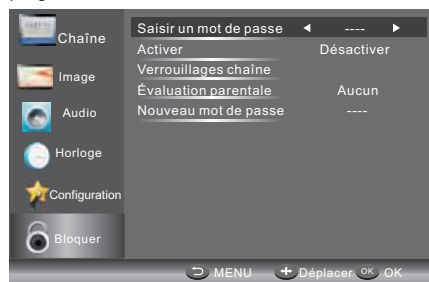 Chaîne
Image
Audio
Horloge
Configuration
Bloquer
Saisir un mot de passe ◄ ---- ►
Activer Désactiver
Verrouillages chaîne
Évaluation parentale Aucun
Nouveau mot de passe ----
MENU Déplacer OK OK